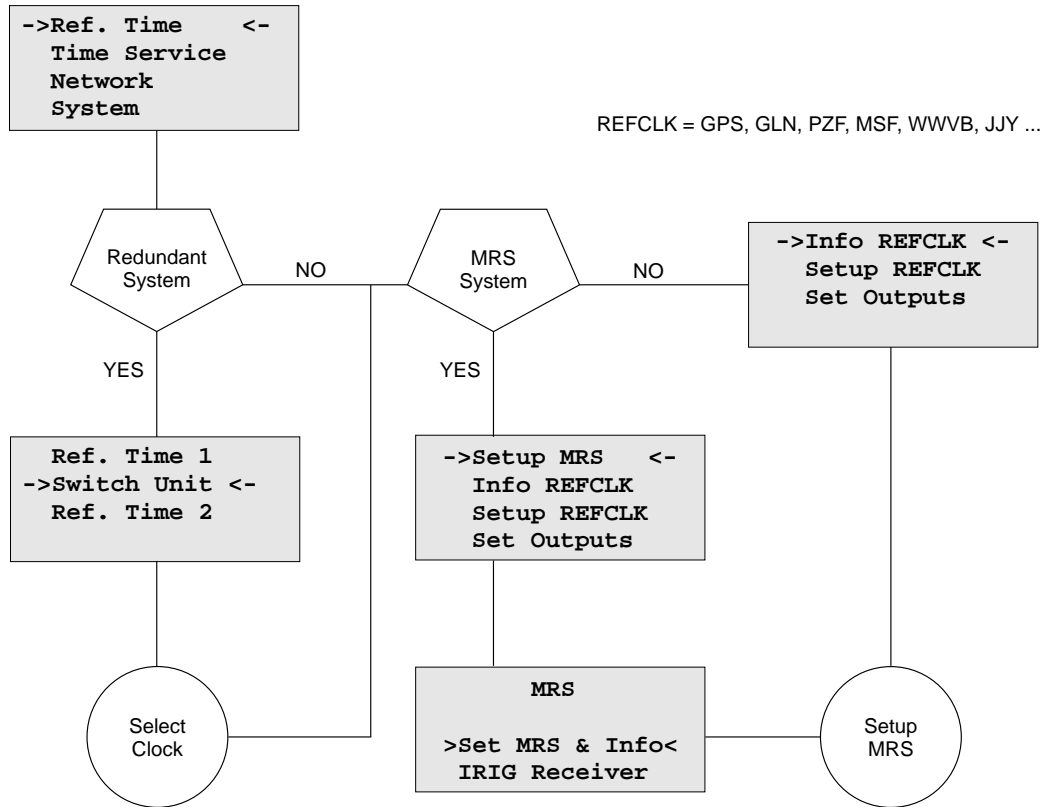 ->Ref. Time <-
Time Service
Network
System
REFCLK = GPS, GLN, PZF, MSF, WWVB, JJY ...
Redundant
System
NO
MRS
System
NO
->Info REFCLK <-
Setup REFCLK
Set Outputs
YES
YES
Ref. Time 1
->Switch Unit <-
Ref. Time 2
->Setup MRS <-
Info REFCLK
Setup REFCLK
Set Outputs
Select
Clock
MRS
>Set MRS & Info<
IRIG Receiver
Setup
MRS